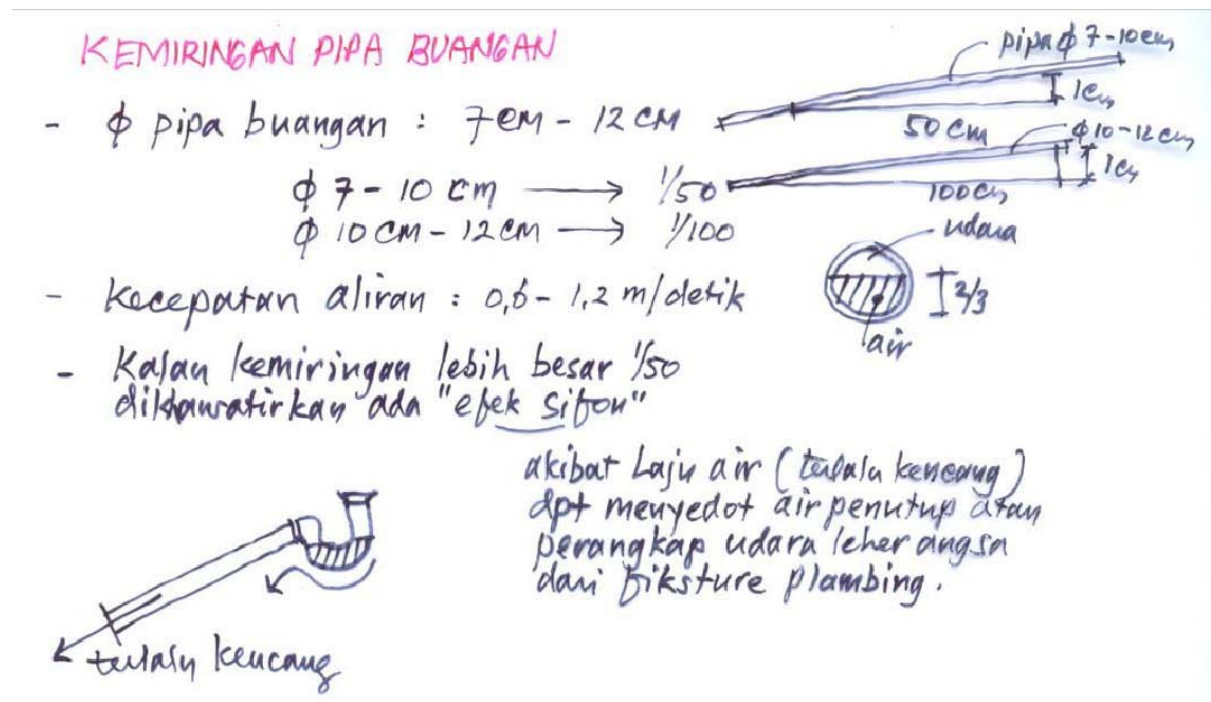 KEMIRINGAN PIPA BUANGAN
pipa ϕ 7-10 cm
1 cm
50 cm
- ϕ pipa buangan : 7 CM - 12 CM
ϕ 10-12 cm
1 cm
100 cm
ϕ 7 - 10 cm → 1/50
ϕ 10 CM - 12 CM → 1/100
udara
2/3
air
- Kecepatan aliran : 0,6 - 1,2 m/detik
- Kalau kemiringan lebih besar 1/50
dikhawatirkan ada "efek sifon"
akibat Laju air (terlalu kencang)
dpt menyedot air penutup atau
perangkap udara leher angsa
dari fiksture plambing.
terlalu kencang